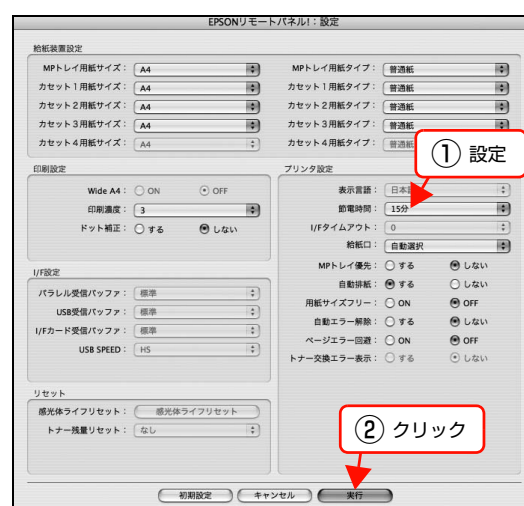 EPSONリモートパネル!:設定
給紙装置設定
MPトレイ用紙サイズ: A4
MPトレイ用紙タイプ: 普通紙
カセット1用紙サイズ: A4
カセット1用紙タイプ: 普通紙
カセット2用紙サイズ: A4
カセット2用紙タイプ: 普通紙
カセット3用紙サイズ: A4
カセット3用紙タイプ: 普通紙
カセット4用紙サイズ: A4
カセット4用紙タイプ: 普通紙
① 設定
印刷設定
Wide A4: ON OFF
印刷濃度: 3
ドット補正: する しない
I/F設定
パラレル受信バッファ: 標準
USB受信バッファ: 標準
I/Fカード受信バッファ: 標準
USB SPEED: HS
リセット
感光体ライフリセット: 感光体ライフリセット
トナー残量リセット: なし
プリンタ設定
表示言語: 日本
節電時間: 15分
I/Fタイムアウト: 0
給紙口: 自動選択
MPトレイ優先: する しない
自動排紙: する しない
用紙サイズフリー: ON OFF
自動エラー解除: する しない
ページエラー回避: ON OFF
トナー交換エラー表示: する しない
② クリック
初期設定 キャンセル 実行